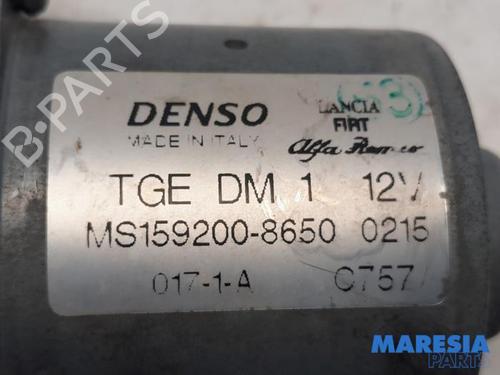 B-PARTS
DENSO
MADE IN ITALY
LANCIA
FIAT
Alfa Romeo
TGE DM 1 12V
MS159200-8650 0215
017-1-A C757
MARESIA
PARTS